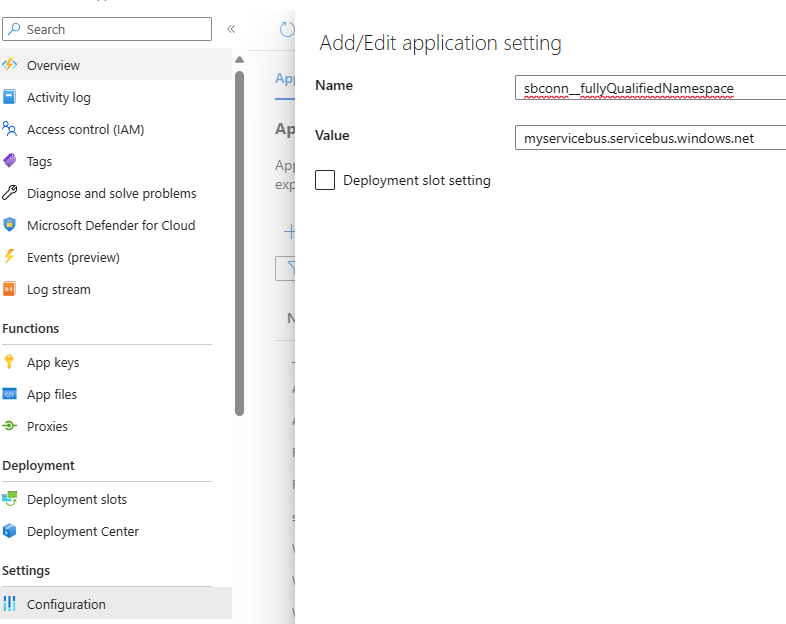 Search
«
Overview
Activity log
Access control (IAM)
Tags
Diagnose and solve problems
Microsoft Defender for Cloud
Events (preview)
Log stream
Functions
App keys
App files
Proxies
Deployment
Deployment slots
Deployment Center
Settings
Configuration
Add/Edit application setting
Name
sbconn__fullyQualifiedNamespace
Value
myservicebus.servicebus.windows.net
Deployment slot setting